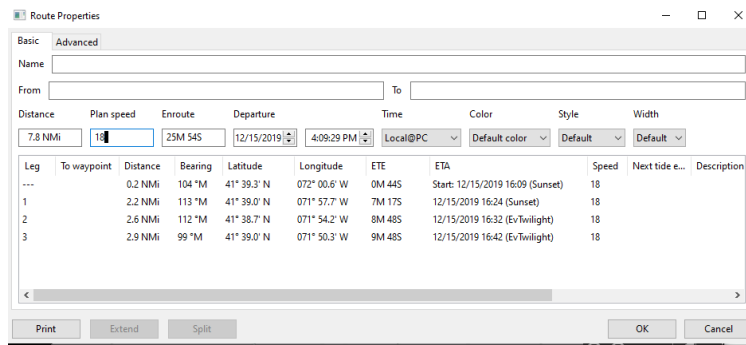 Route Properties
Basic Advanced
Name
From To
Distance Plan speed Enroute Departure Time Color Style Width
7.8 NMi 18 25M 54S 12/15/2019 4:09:29 PM Local@PC Default color Default Default
Leg To waypoint Distance Bearing Latitude Longitude ETE ETA Speed Next tide e... Description
--- 0.2 NMi 104 °M 41° 39.3' N 072° 00.6' W 0M 44S Start: 12/15/2019 16:09 (Sunset) 18
1 2.2 NMi 113 °M 41° 39.0' N 071° 57.7' W 7M 17S 12/15/2019 16:24 (Sunset) 18
2 2.6 NMi 112 °M 41° 38.7' N 071° 54.2' W 8M 48S 12/15/2019 16:32 (EvTwilight) 18
3 2.9 NMi 99 °M 41° 39.0' N 071° 50.3' W 9M 48S 12/15/2019 16:42 (EvTwilight) 18
Print Extend Split OK Cancel